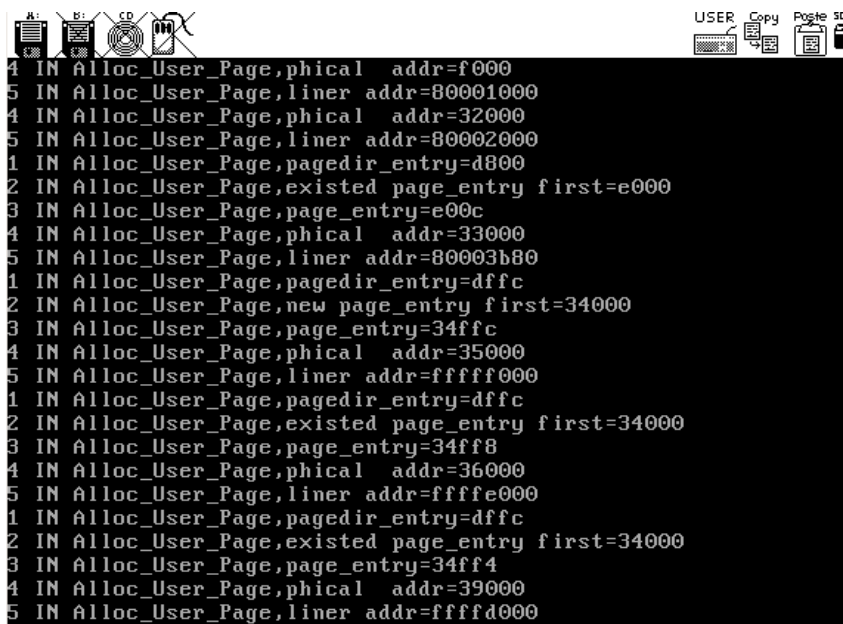 A: B: CD USER Copy Paste
4 IN Alloc_User_Page,phical  addr=f000
5 IN Alloc_User_Page,liner addr=80001000
4 IN Alloc_User_Page,phical  addr=32000
5 IN Alloc_User_Page,liner addr=80002000
1 IN Alloc_User_Page,pagedir_entry=d800
2 IN Alloc_User_Page,existed page_entry first=e000
3 IN Alloc_User_Page,page_entry=e00c
4 IN Alloc_User_Page,phical  addr=33000
5 IN Alloc_User_Page,liner addr=80003b80
1 IN Alloc_User_Page,pagedir_entry=dffc
2 IN Alloc_User_Page,new page_entry first=34000
3 IN Alloc_User_Page,page_entry=34ffc
4 IN Alloc_User_Page,phical  addr=35000
5 IN Alloc_User_Page,liner addr=fffff000
1 IN Alloc_User_Page,pagedir_entry=dffc
2 IN Alloc_User_Page,existed page_entry first=34000
3 IN Alloc_User_Page,page_entry=34ff8
4 IN Alloc_User_Page,phical  addr=36000
5 IN Alloc_User_Page,liner addr=ffffe000
1 IN Alloc_User_Page,pagedir_entry=dffc
2 IN Alloc_User_Page,existed page_entry first=34000
3 IN Alloc_User_Page,page_entry=34ff4
4 IN Alloc_User_Page,phical  addr=39000
5 IN Alloc_User_Page,liner addr=ffffd000